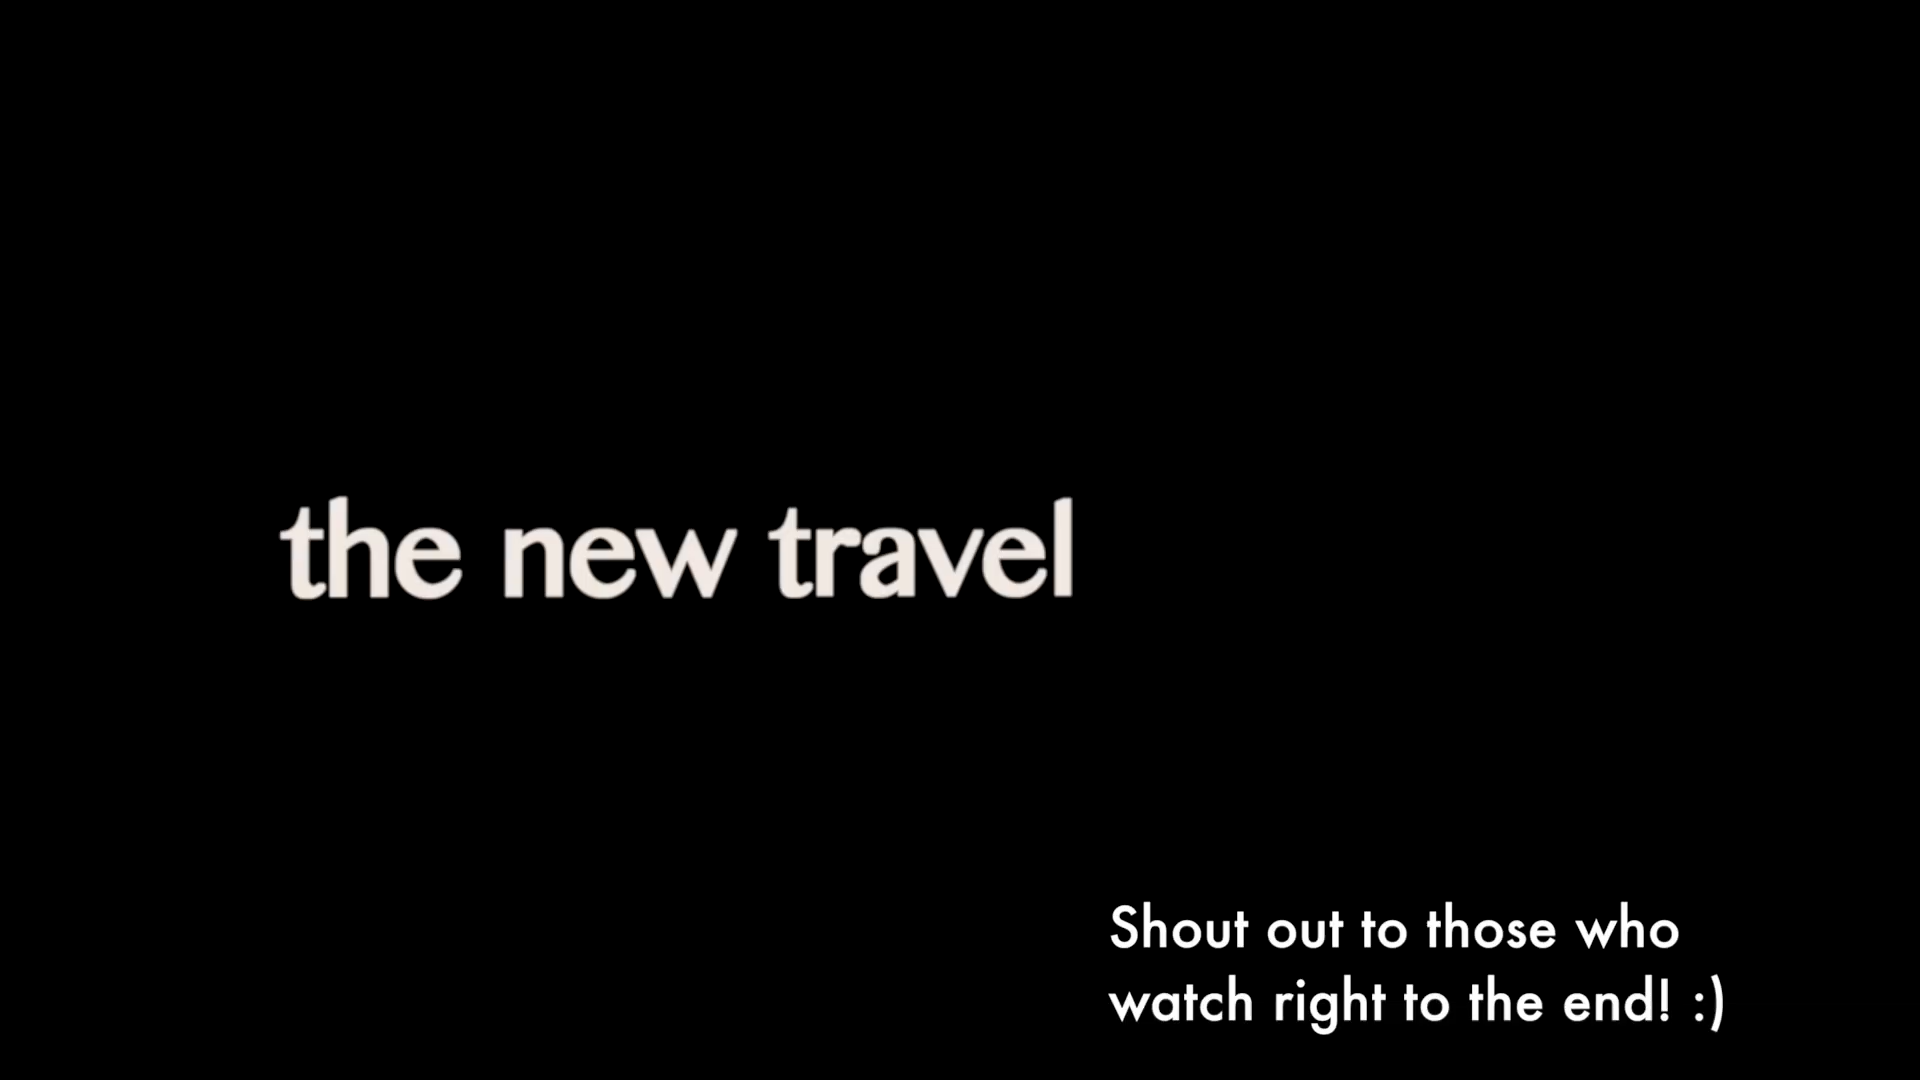 the new travel
Shout out to those who
watch right to the end! :)